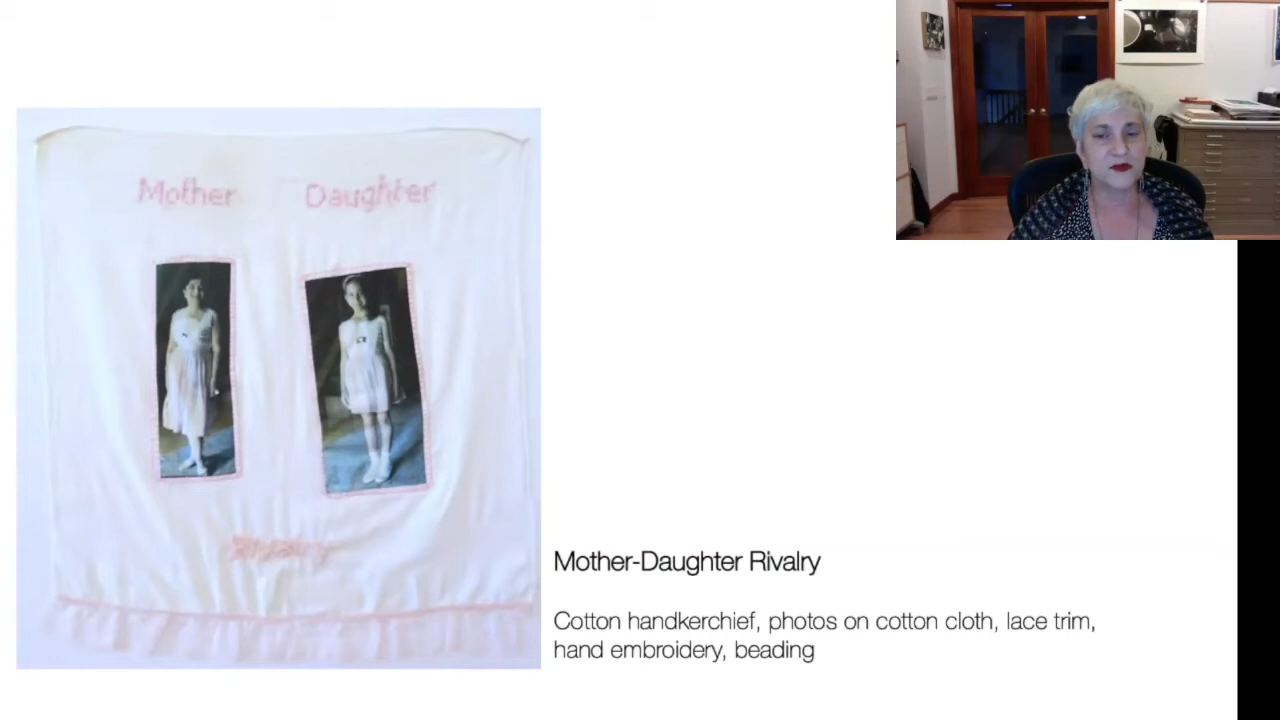 Mother Daughter
Rivalry
Mother-Daughter Rivalry
Cotton handkerchief, photos on cotton cloth, lace trim,
hand embroidery, beading